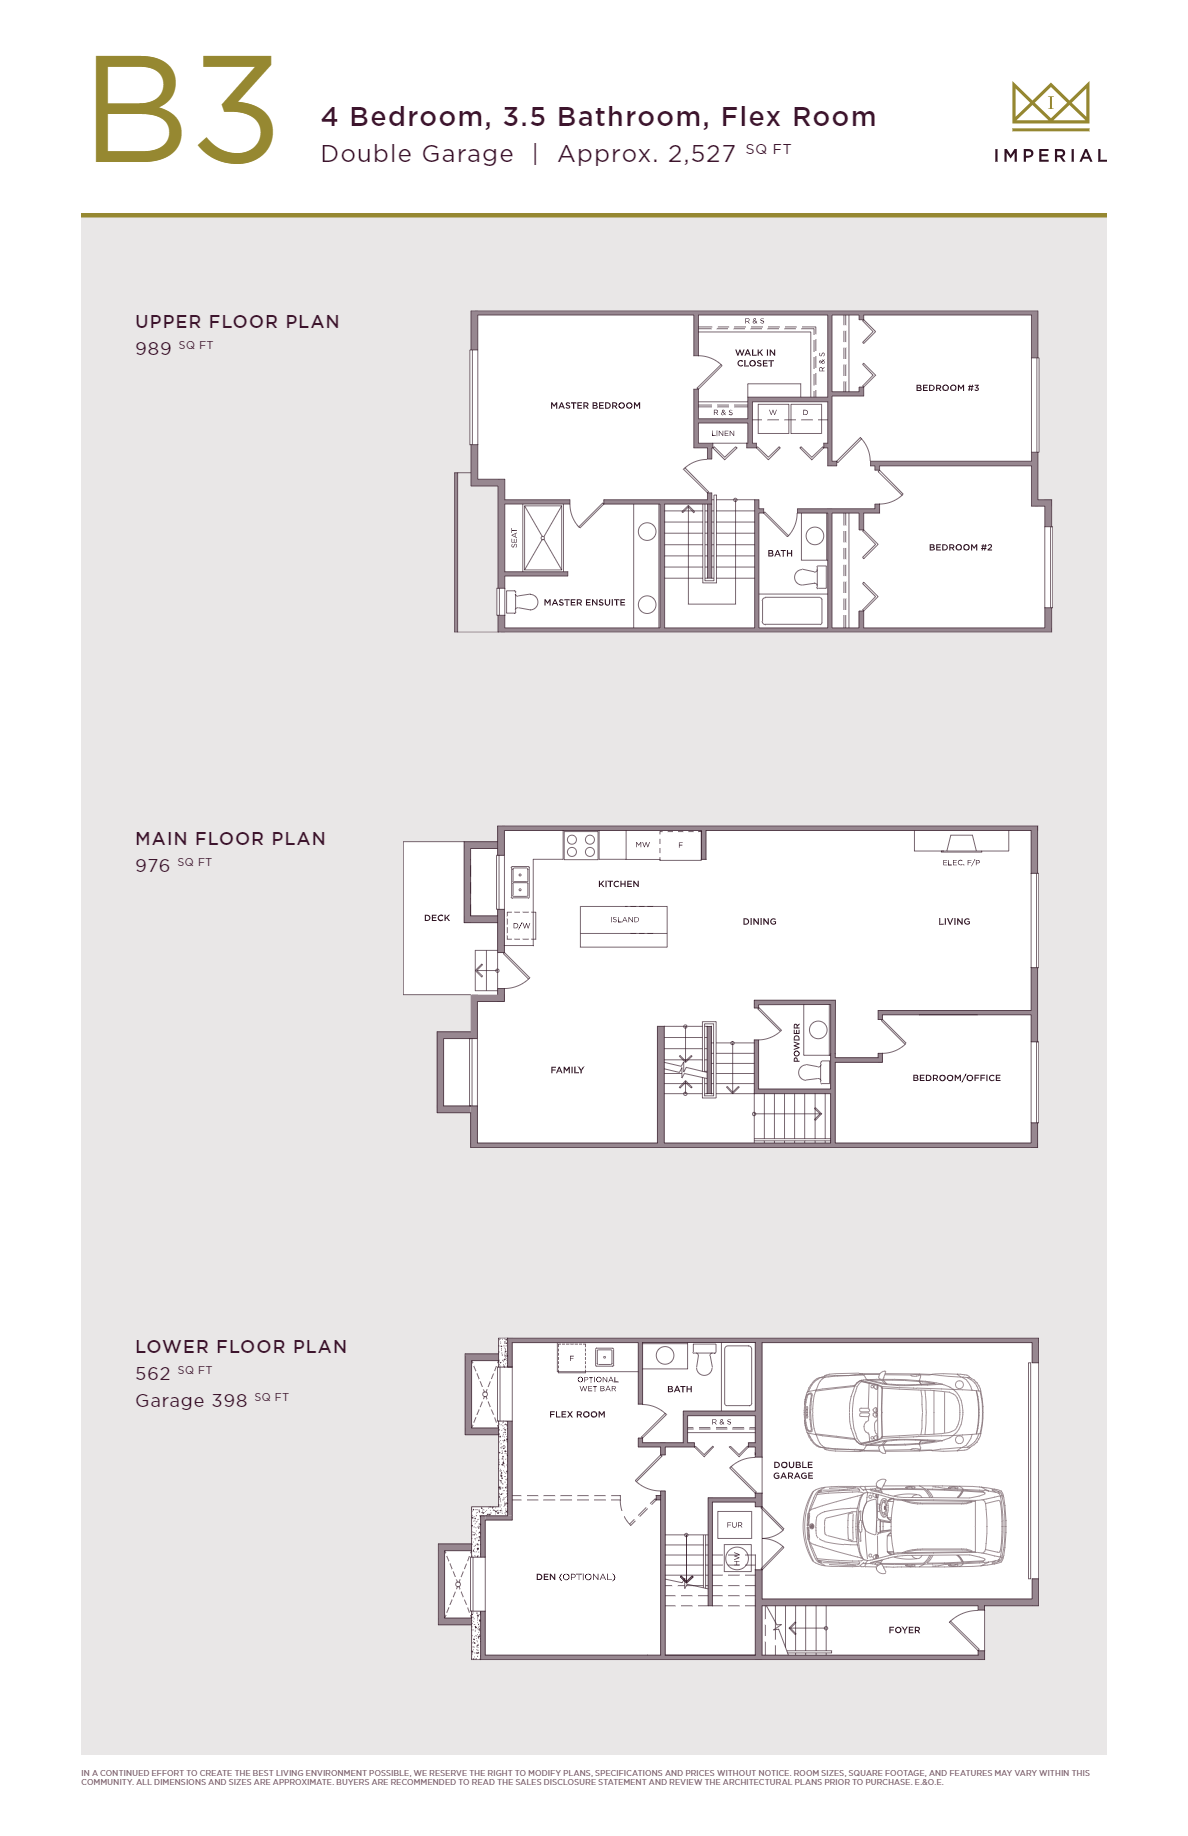 B3
4 Bedroom, 3.5 Bathroom, Flex Room
Double Garage | Approx. 2,527 SQ FT
I
IMPERIAL
UPPER FLOOR PLAN
989 SQ FT
R & S
WALK IN
CLOSET
R & S
BEDROOM #3
MASTER BEDROOM
R & S
W
D
LINEN
SEAT
BATH
BEDROOM #2
MASTER ENSUITE
MAIN FLOOR PLAN
976 SQ FT
MW
F
ELEC. F/P
KITCHEN
DECK
ISLAND
D/W
DINING
LIVING
POWDER
FAMILY
BEDROOM/OFFICE
LOWER FLOOR PLAN
562 SQ FT
Garage 398 SQ FT
F
OPTIONAL
WET BAR
BATH
FLEX ROOM
R & S
DOUBLE
GARAGE
FUR
HW
DEN (OPTIONAL)
FOYER
IN A CONTINUED EFFORT TO CREATE THE BEST LIVING ENVIRONMENT POSSIBLE, WE RESERVE THE RIGHT TO MODIFY PLANS, SPECIFICATIONS AND PRICES WITHOUT NOTICE. ROOM SIZES, SQUARE FOOTAGE, AND FEATURES MAY VARY WITHIN THIS
COMMUNITY. ALL DIMENSIONS AND SIZES ARE APPROXIMATE. BUYERS ARE RECOMMENDED TO READ THE SALES DISCLOSURE STATEMENT AND REVIEW THE ARCHITECTURAL PLANS PRIOR TO PURCHASE. E.&O.E.